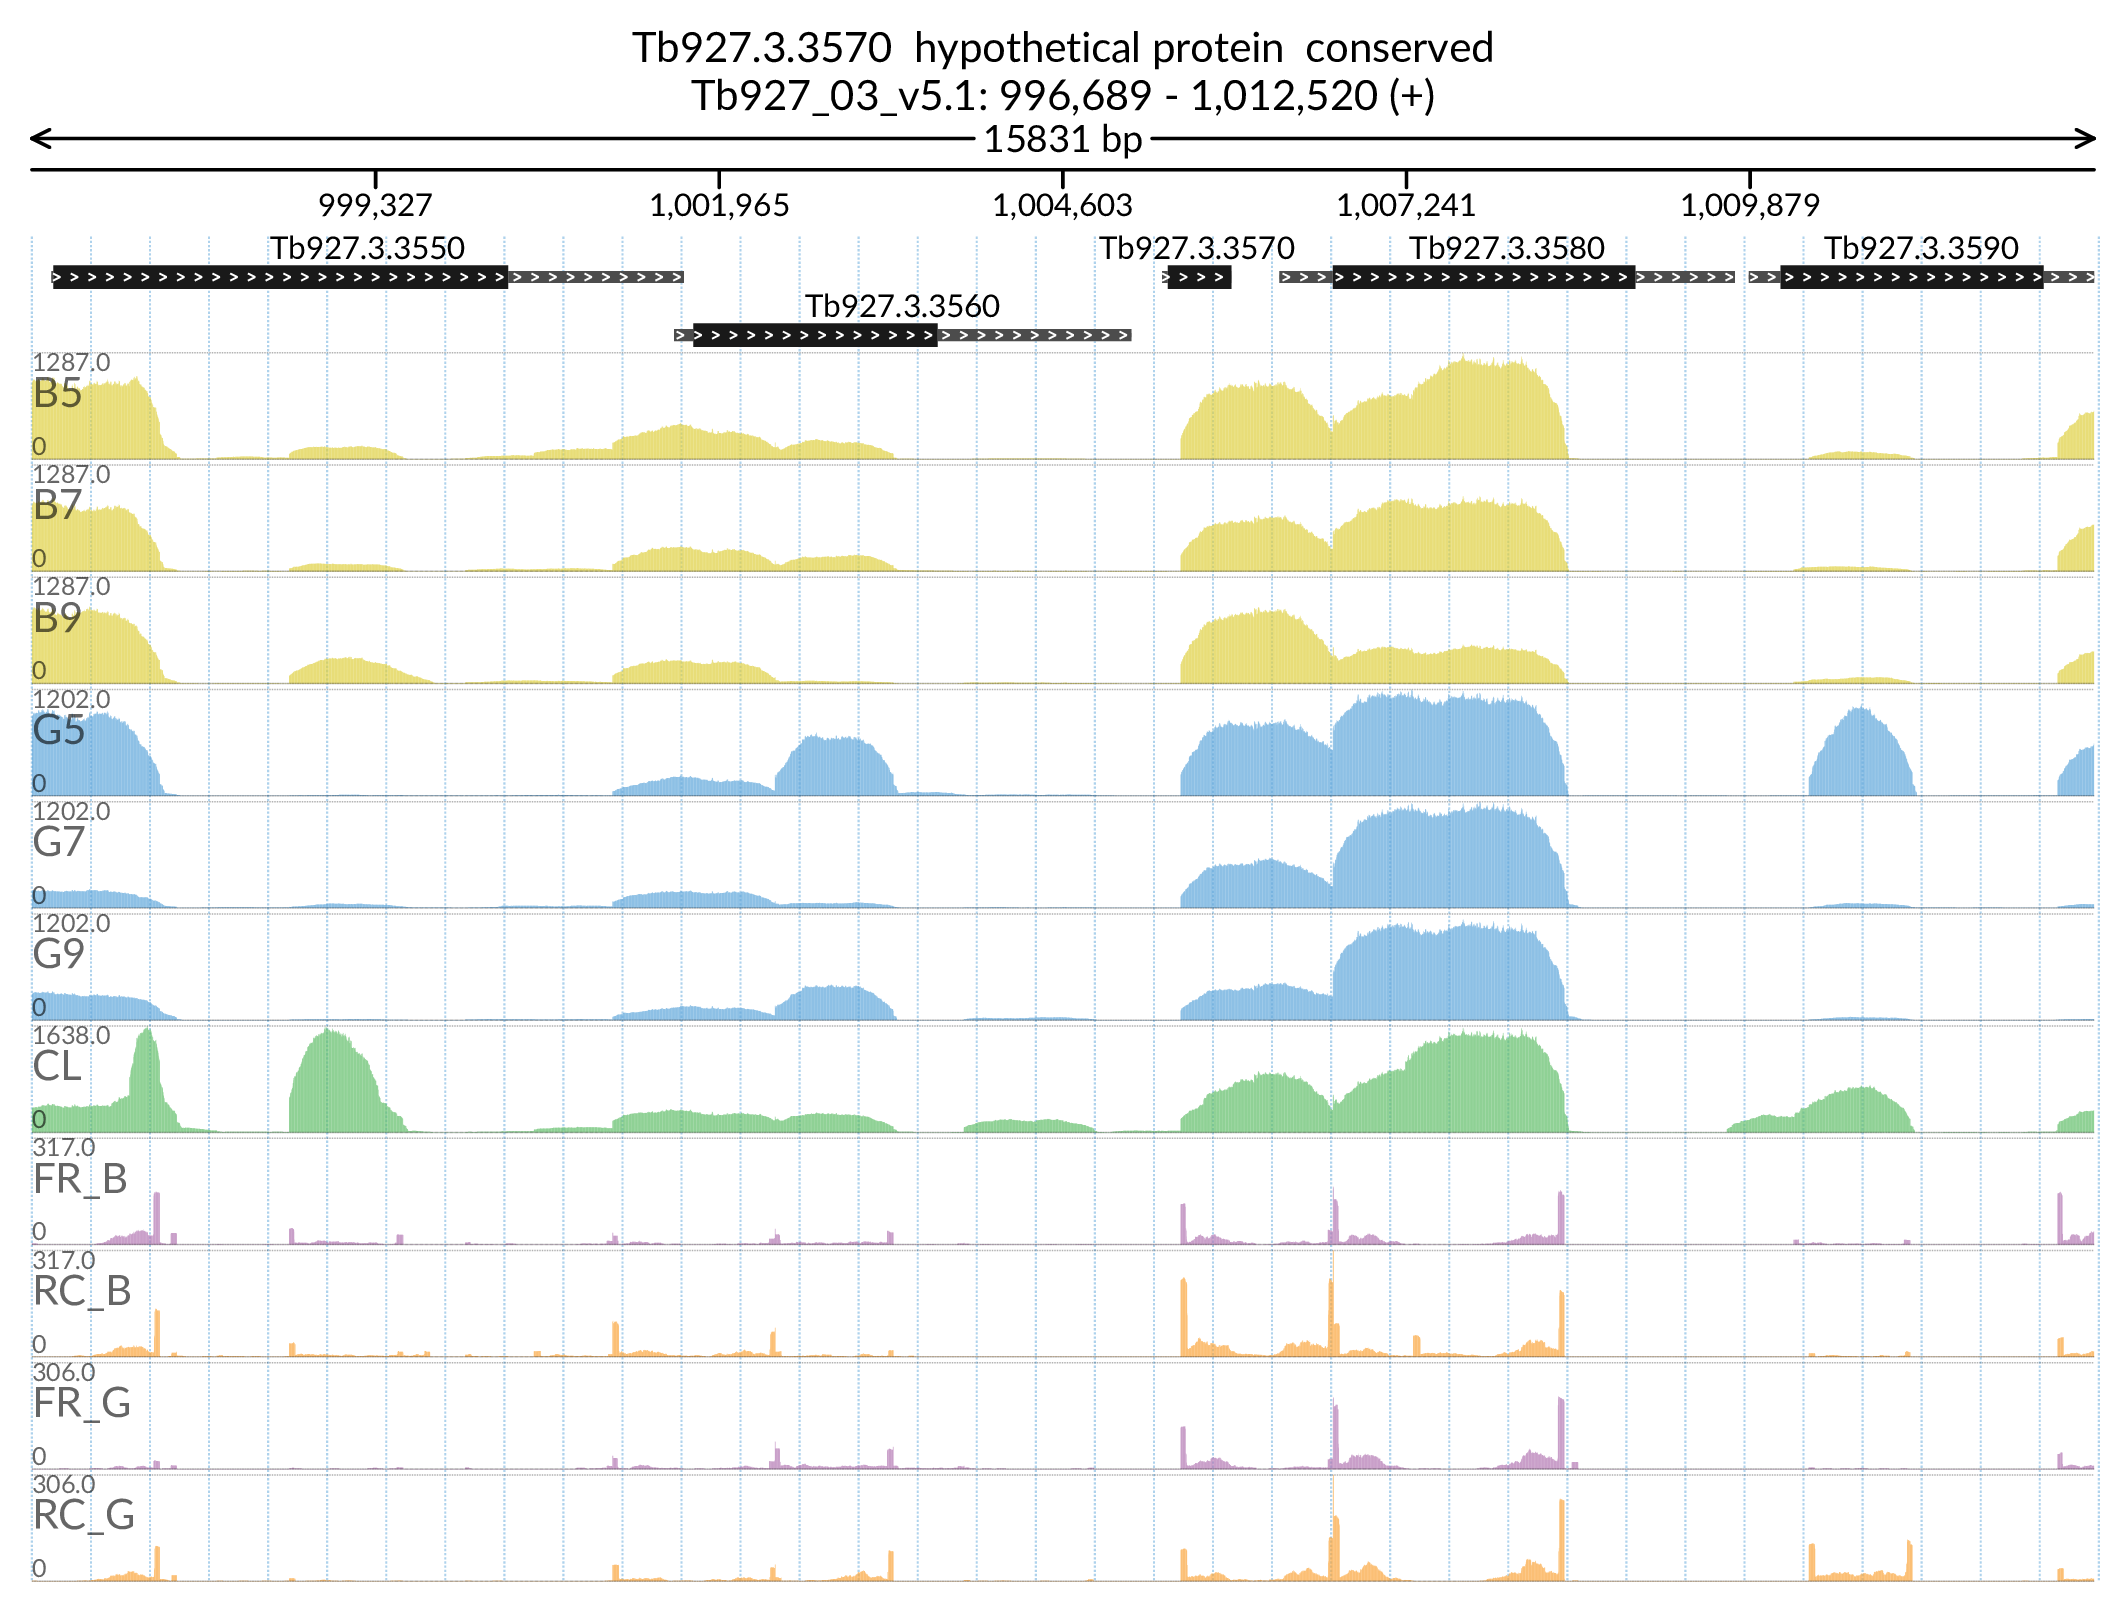 Tb927.3.3570  hypothetical protein  conserved
Tb927_03_v5.1: 996,689 - 1,012,520 (+)
15831 bp
999,327 1,001,965 1,004,603 1,007,241 1,009,879
Tb927.3.3550 Tb927.3.3570 Tb927.3.3580 Tb927.3.3590
Tb927.3.3560
1287.0
B5
0
1287.0
B7
0
1287.0
B9
0
1202.0
G5
0
1202.0
G7
0
1202.0
G9
0
1638.0
CL
0
317.0
FR_B
0
317.0
RC_B
0
306.0
FR_G
0
306.0
RC_G
0